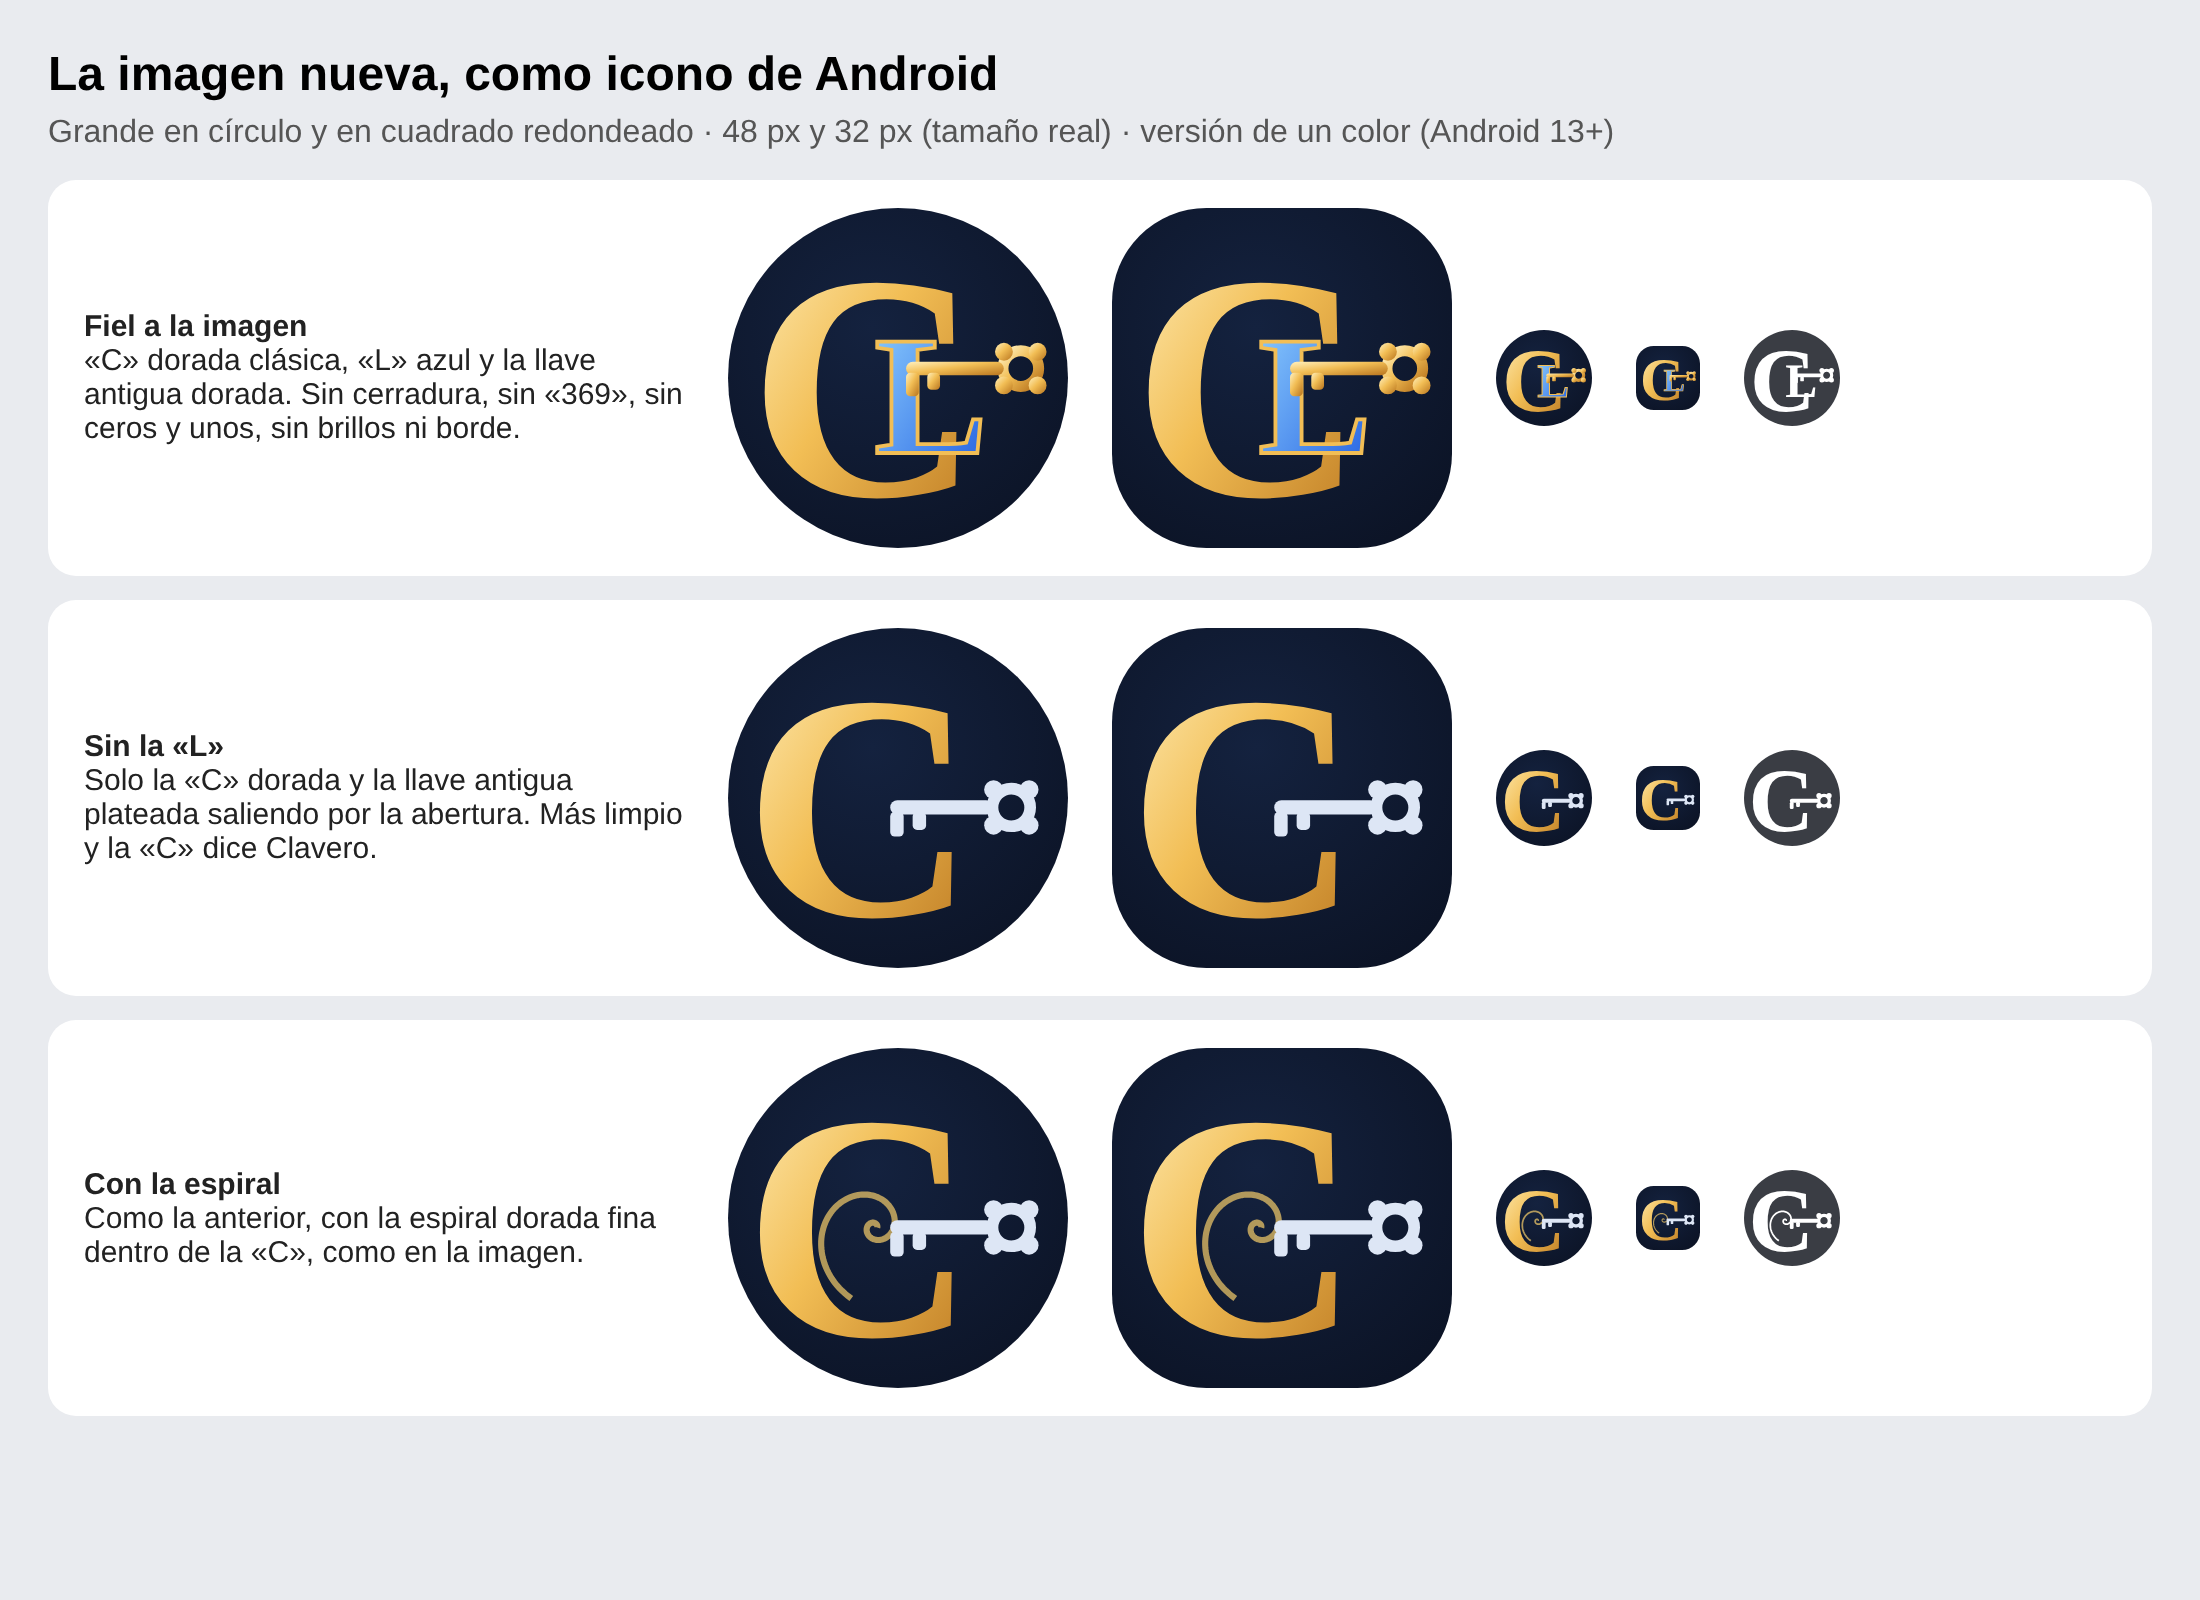 La imagen nueva, como icono de Android
Grande en círculo y en cuadrado redondeado · 48 px y 32 px (tamaño real) · versión de un color (Android 13+)
Fiel a la imagen
«C» dorada clásica, «L» azul y la llave
antigua dorada. Sin cerradura, sin «369», sin
ceros y unos, sin brillos ni borde.
C L
C L
C L
C L
C L
Sin la «L»
Solo la «C» dorada y la llave antigua
plateada saliendo por la abertura. Más limpio
y la «C» dice Clavero.
C
C
C
C
C
Con la espiral
Como la anterior, con la espiral dorada fina
dentro de la «C», como en la imagen.
C
C
C
C
C